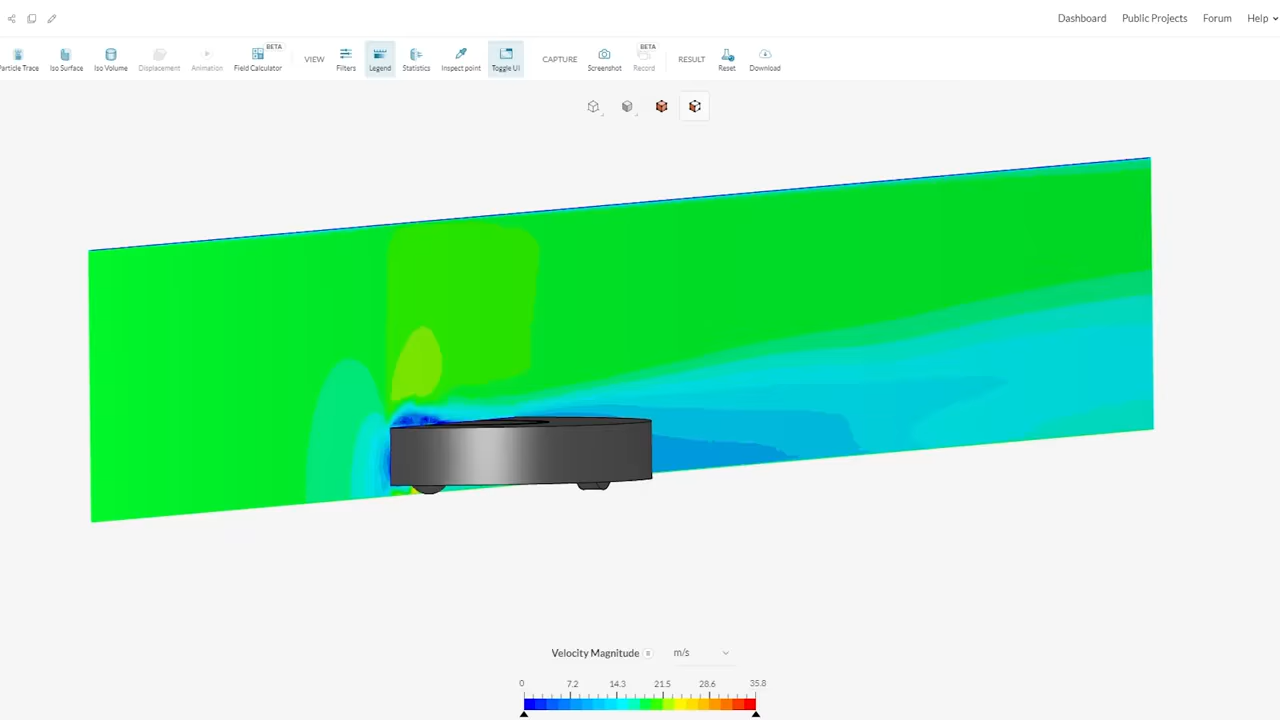 Dashboard Public Projects Forum Help
BETA BETA
Particle Trace Iso Surface Iso Volume Displacement Animation Field Calculator VIEW Filters Legend Statistics Inspect point Toggle UI CAPTURE Screenshot Record RESULT Reset Download
Velocity Magnitude m/s
0 7.2 14.3 21.5 28.6 35.8